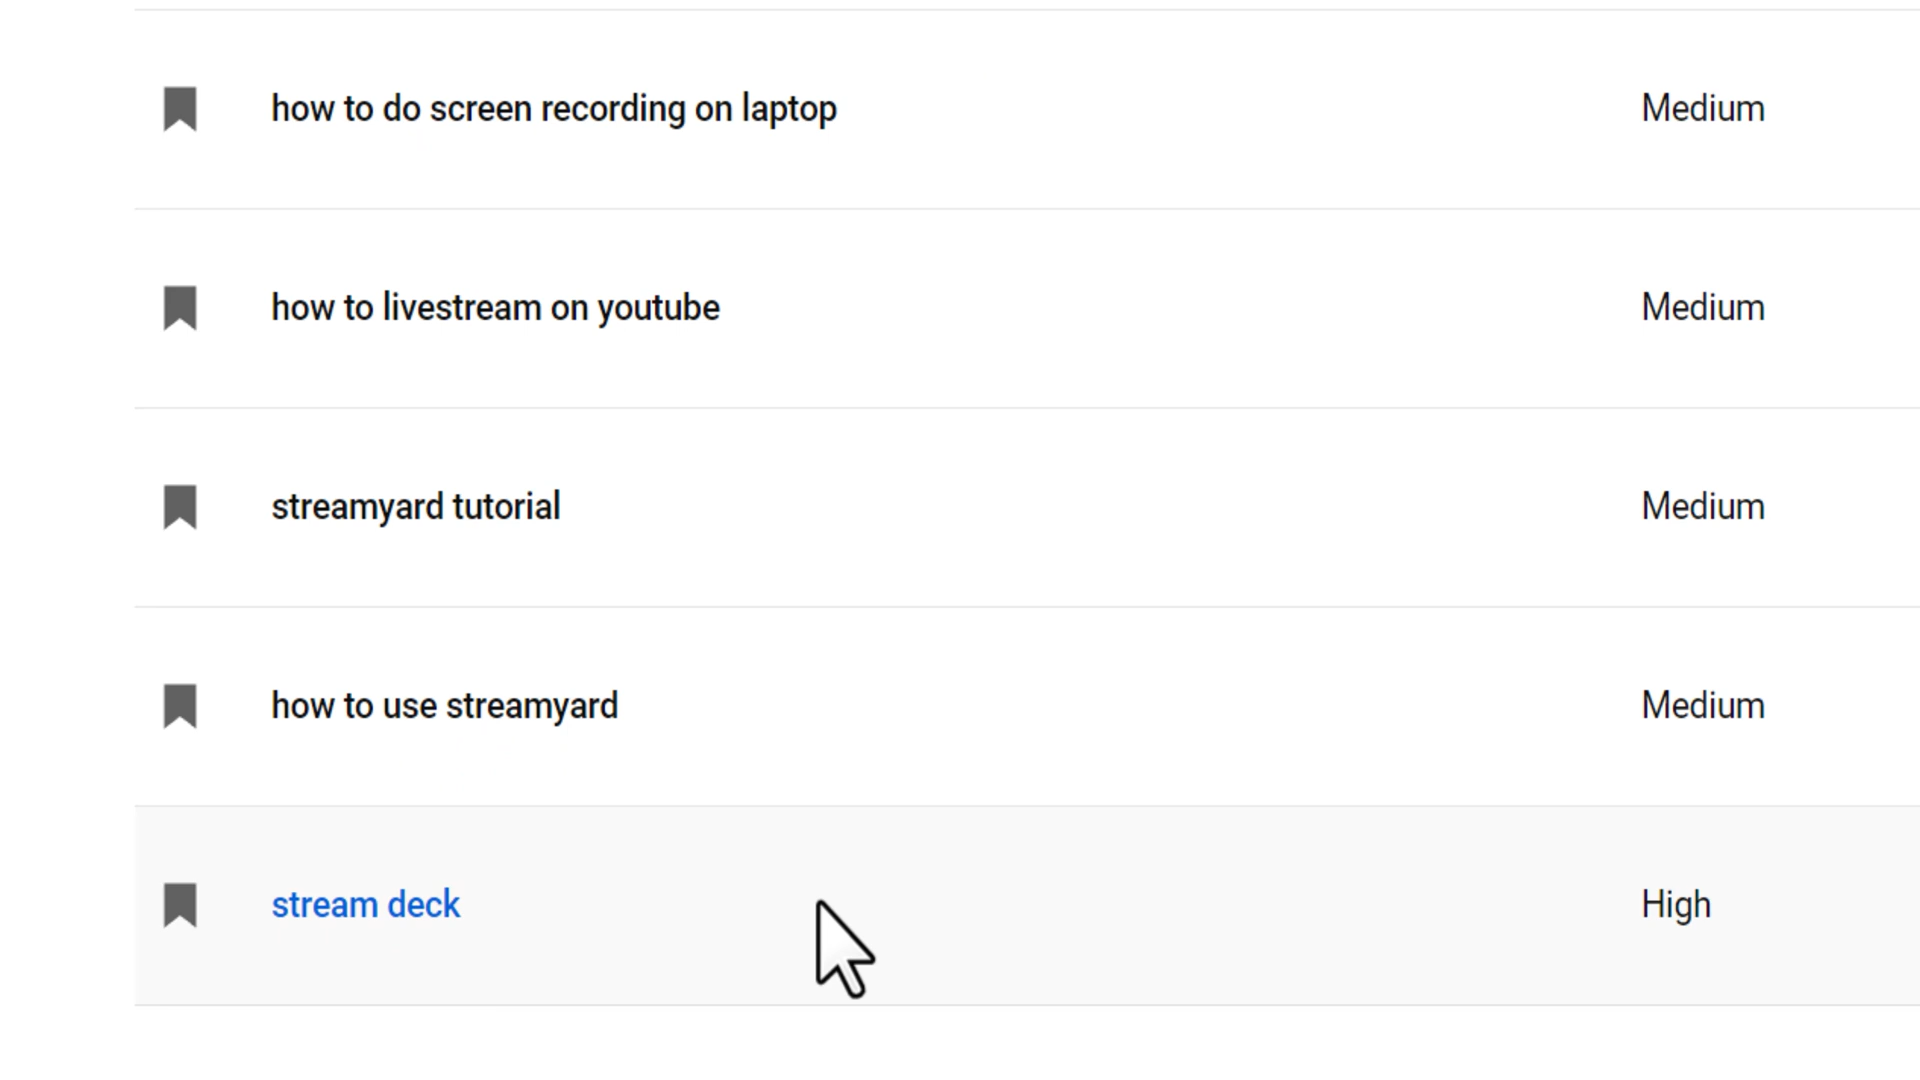 how to do screen recording on laptop Medium
how to livestream on youtube Medium
streamyard tutorial Medium
how to use streamyard Medium
stream deck High